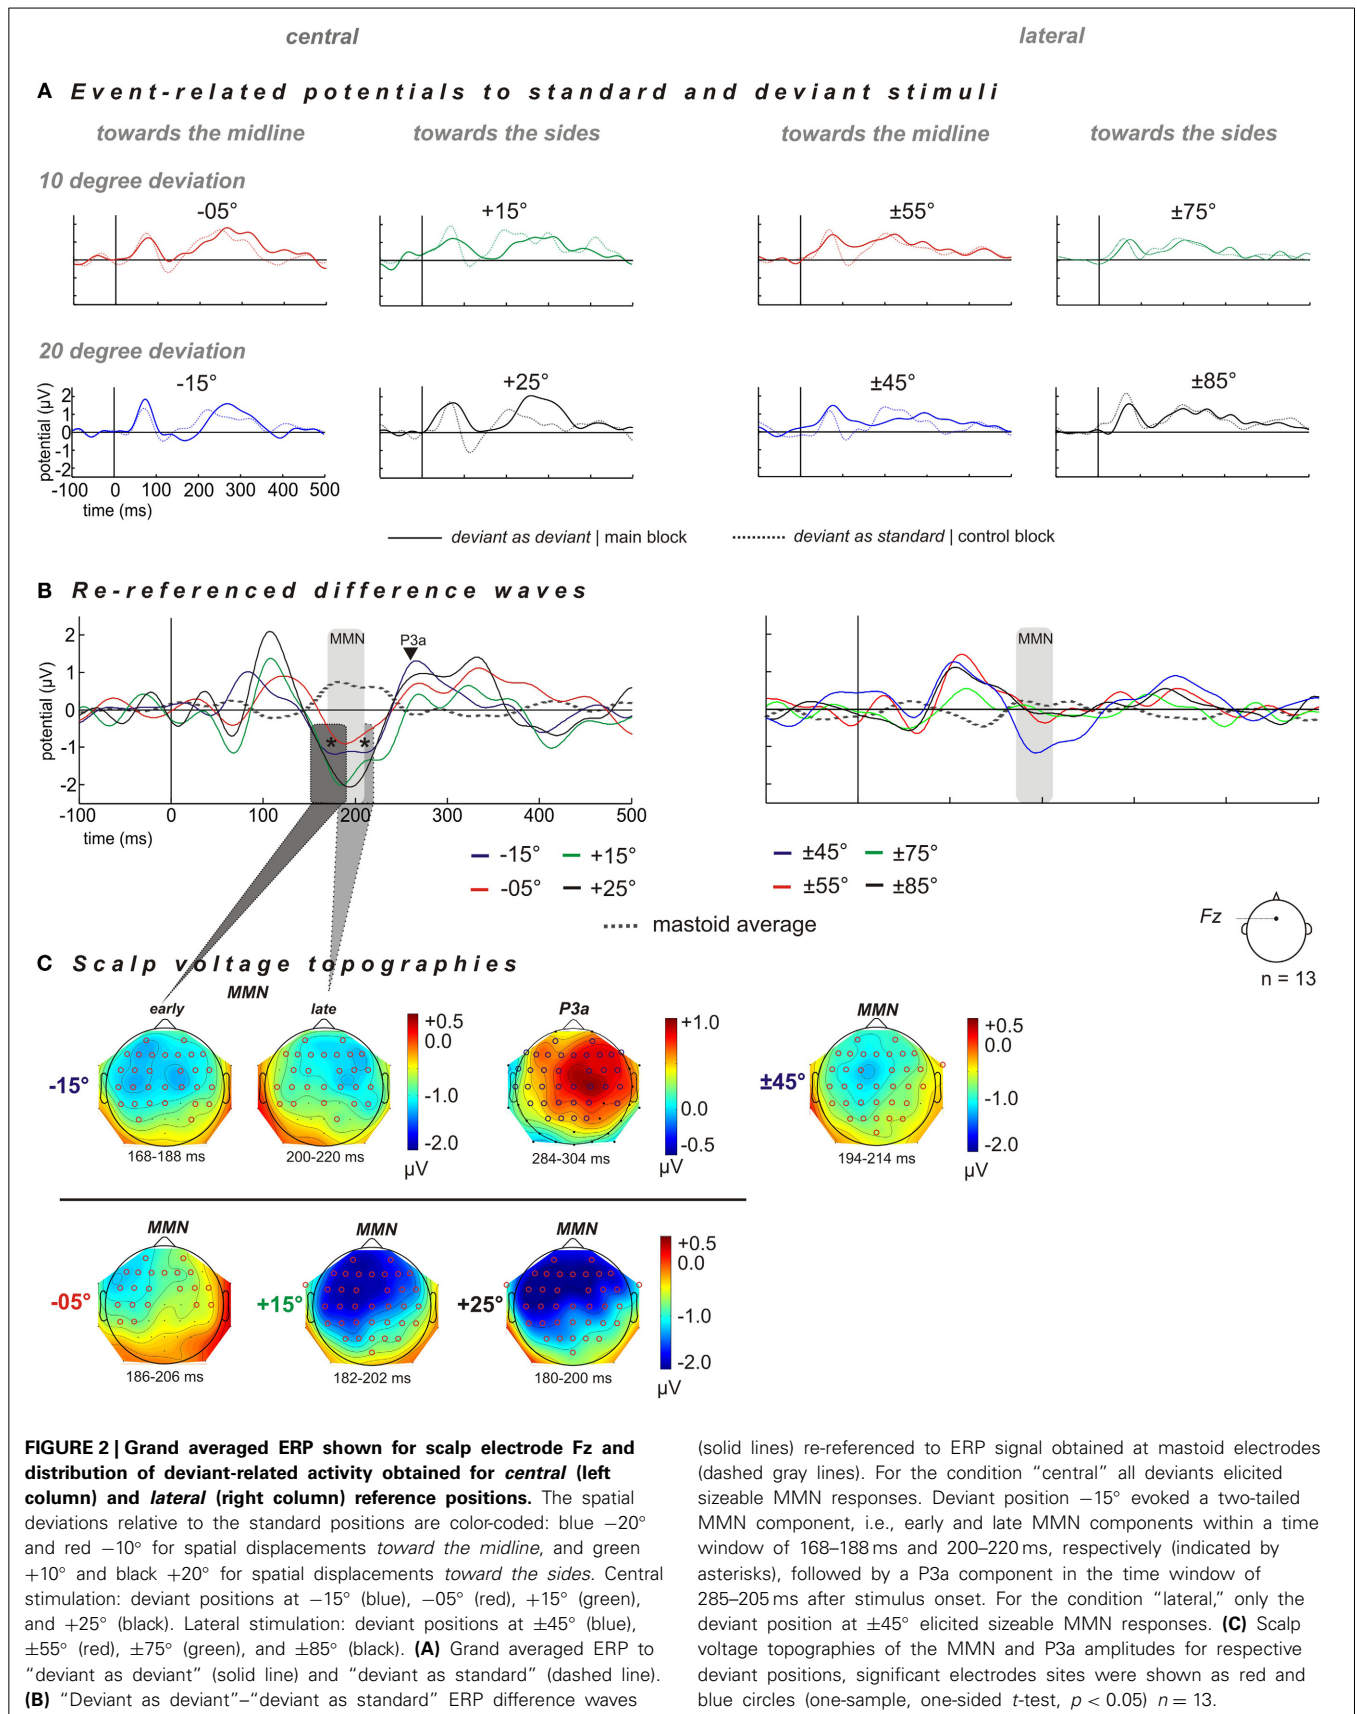 central
lateral
A Event-related potentials to standard and deviant stimuli
towards the midline
towards the sides
towards the midline
towards the sides
10 degree deviation
-05°
+15°
±55°
±75°
20 degree deviation
-15°
+25°
±45°
±85°
potential (µV)
2
1
0
-1
-2
-100 0 100 200 300 400 500
time (ms)
deviant as deviant | main block
deviant as standard | control block
B Re-referenced difference waves
MMN
P3a
MMN
potential (µV)
2
1
0
-1
-2
* *
-100 0 100 200 300 400 500
time (ms)
-15° +15°
-05° +25°
±45° ±75°
±55° ±85°
mastoid average
Fz
n = 13
C Scalp voltage topographies
MMN
early
late
P3a
MMN
-15°
+0.5
0.0
-1.0
-2.0
µV
+1.0
0.0
-0.5
µV
±45°
+0.5
0.0
-1.0
-2.0
µV
168-188 ms
200-220 ms
284-304 ms
194-214 ms
MMN
MMN
MMN
-05°
+15°
+25°
+0.5
0.0
-1.0
-2.0
µV
186-206 ms
182-202 ms
180-200 ms
FIGURE 2 | Grand averaged ERP shown for scalp electrode Fz and
distribution of deviant-related activity obtained for central (left
column) and lateral (right column) reference positions. The spatial
deviations relative to the standard positions are color-coded: blue −20°
and red −10° for spatial displacements toward the midline, and green
+10° and black +20° for spatial displacements toward the sides. Central
stimulation: deviant positions at −15° (blue), −05° (red), +15° (green),
and +25° (black). Lateral stimulation: deviant positions at ±45° (blue),
±55° (red), ±75° (green), and ±85° (black). (A) Grand averaged ERP to
“deviant as deviant” (solid line) and “deviant as standard” (dashed line).
(B) “Deviant as deviant”–“deviant as standard” ERP difference waves
(solid lines) re-referenced to ERP signal obtained at mastoid electrodes
(dashed gray lines). For the condition “central” all deviants elicited
sizeable MMN responses. Deviant position −15° evoked a two-tailed
MMN component, i.e., early and late MMN components within a time
window of 168–188 ms and 200–220 ms, respectively (indicated by
asterisks), followed by a P3a component in the time window of
285–205 ms after stimulus onset. For the condition “lateral,” only the
deviant position at ±45° elicited sizeable MMN responses. (C) Scalp
voltage topographies of the MMN and P3a amplitudes for respective
deviant positions, significant electrodes sites were shown as red and
blue circles (one-sample, one-sided t-test, p < 0.05) n = 13.